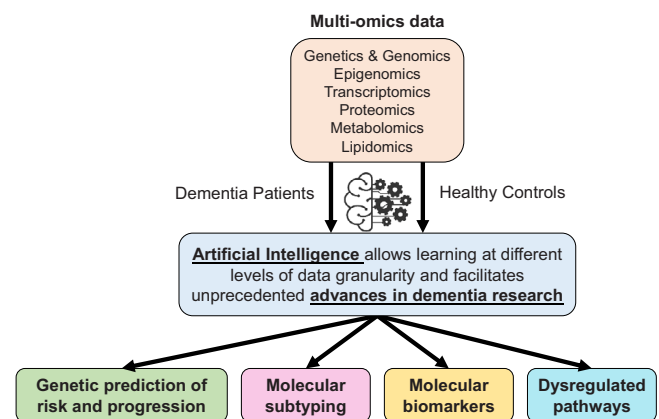 Multi-omics data
Genetics & Genomics
Epigenomics
Transcriptomics
Proteomics
Metabolomics
Lipidomics
Dementia Patients
Healthy Controls
Artificial Intelligence allows learning at different
levels of data granularity and facilitates
unprecedented advances in dementia research
Genetic prediction of
risk and progression
Molecular
subtyping
Molecular
biomarkers
Dysregulated
pathways